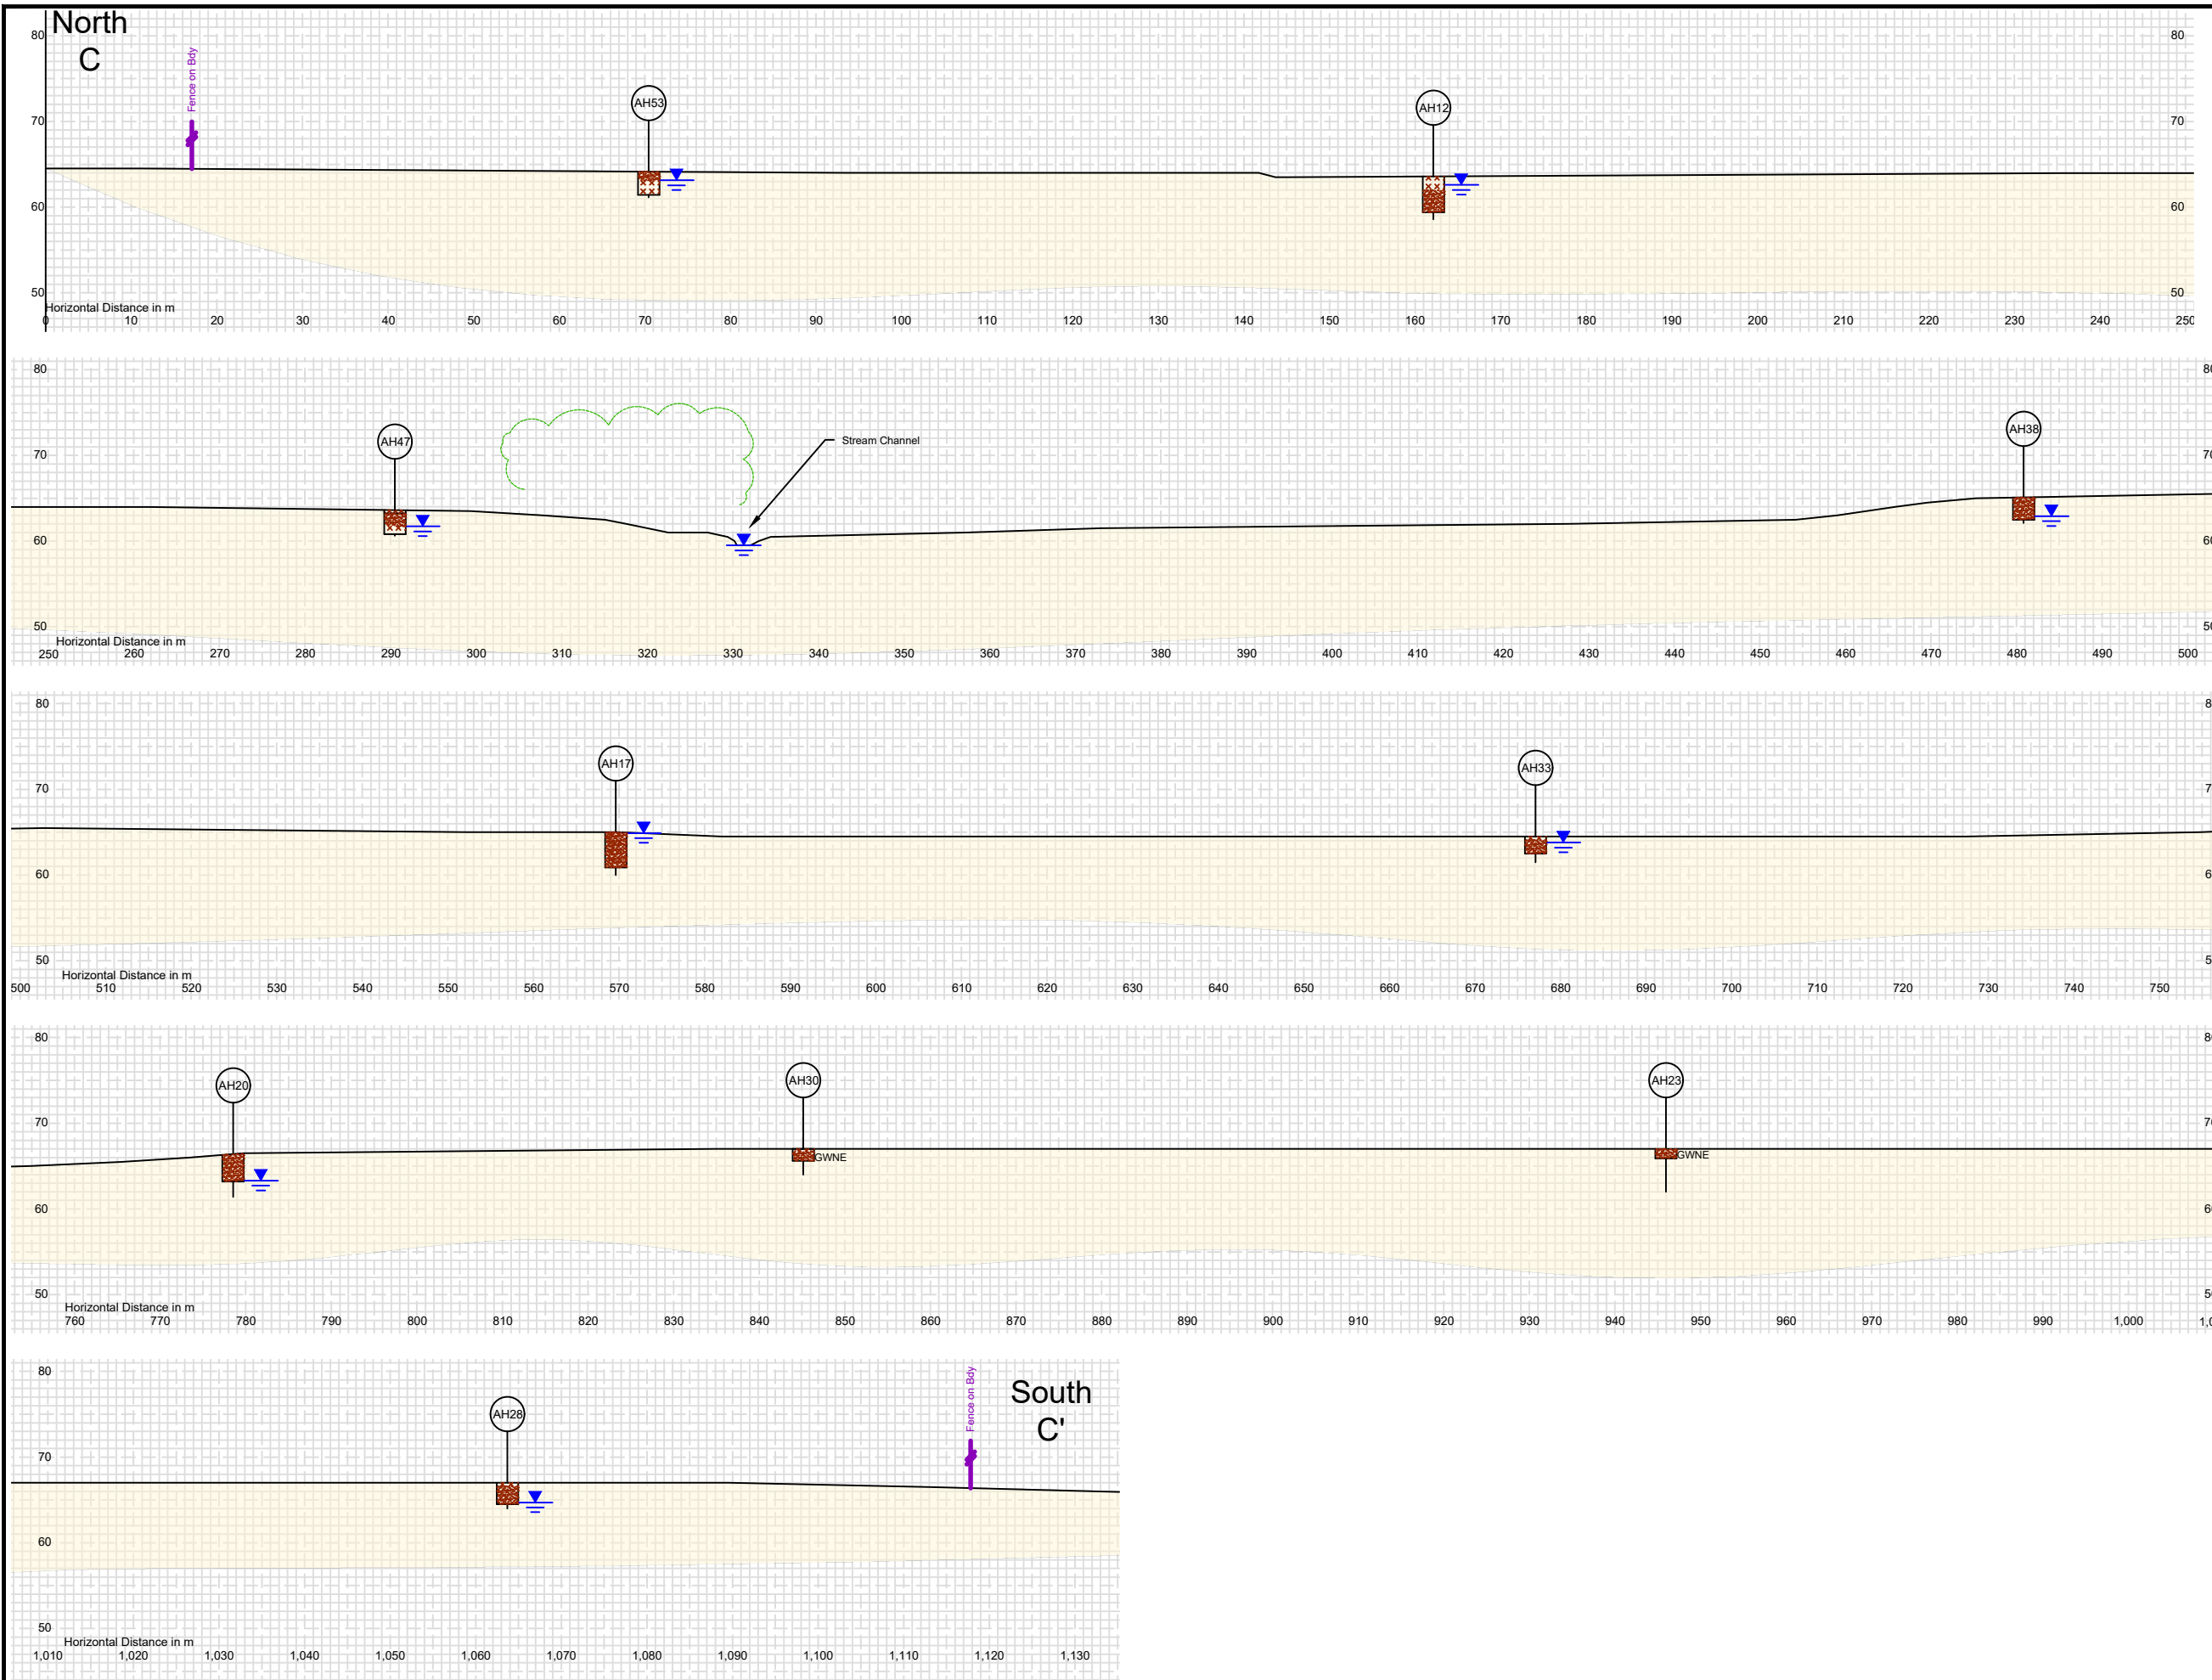 North
C
80
80
Fence on Bdy
AH53
AH12
70
70
60
60
50
50
Horizontal Distance in m
0 10 20 30 40 50 60 70 80 90 100 110 120 130 140 150 160 170 180 190 200 210 220 230 240 250
80
AH47
Stream Channel
AH38
70
60
50
Horizontal Distance in m
250 260 270 280 290 300 310 320 330 340 350 360 370 380 390 400 410 420 430 440 450 460 470 480 490 500
80
AH17
AH33
70
60
50
Horizontal Distance in m
500 510 520 530 540 550 560 570 580 590 600 610 620 630 640 650 660 670 680 690 700 710 720 730 740 750
80
AH20
AH30
AH23
70
GWNE
GWNE
60
50
Horizontal Distance in m
760 770 780 790 800 810 820 830 840 850 860 870 880 890 900 910 920 930 940 950 960 970 980 990 1,000
80
AH28
Fence on Bdy
South
C'
70
60
50
Horizontal Distance in m
1,010 1,020 1,030 1,040 1,050 1,060 1,070 1,080 1,090 1,100 1,110 1,120 1,130